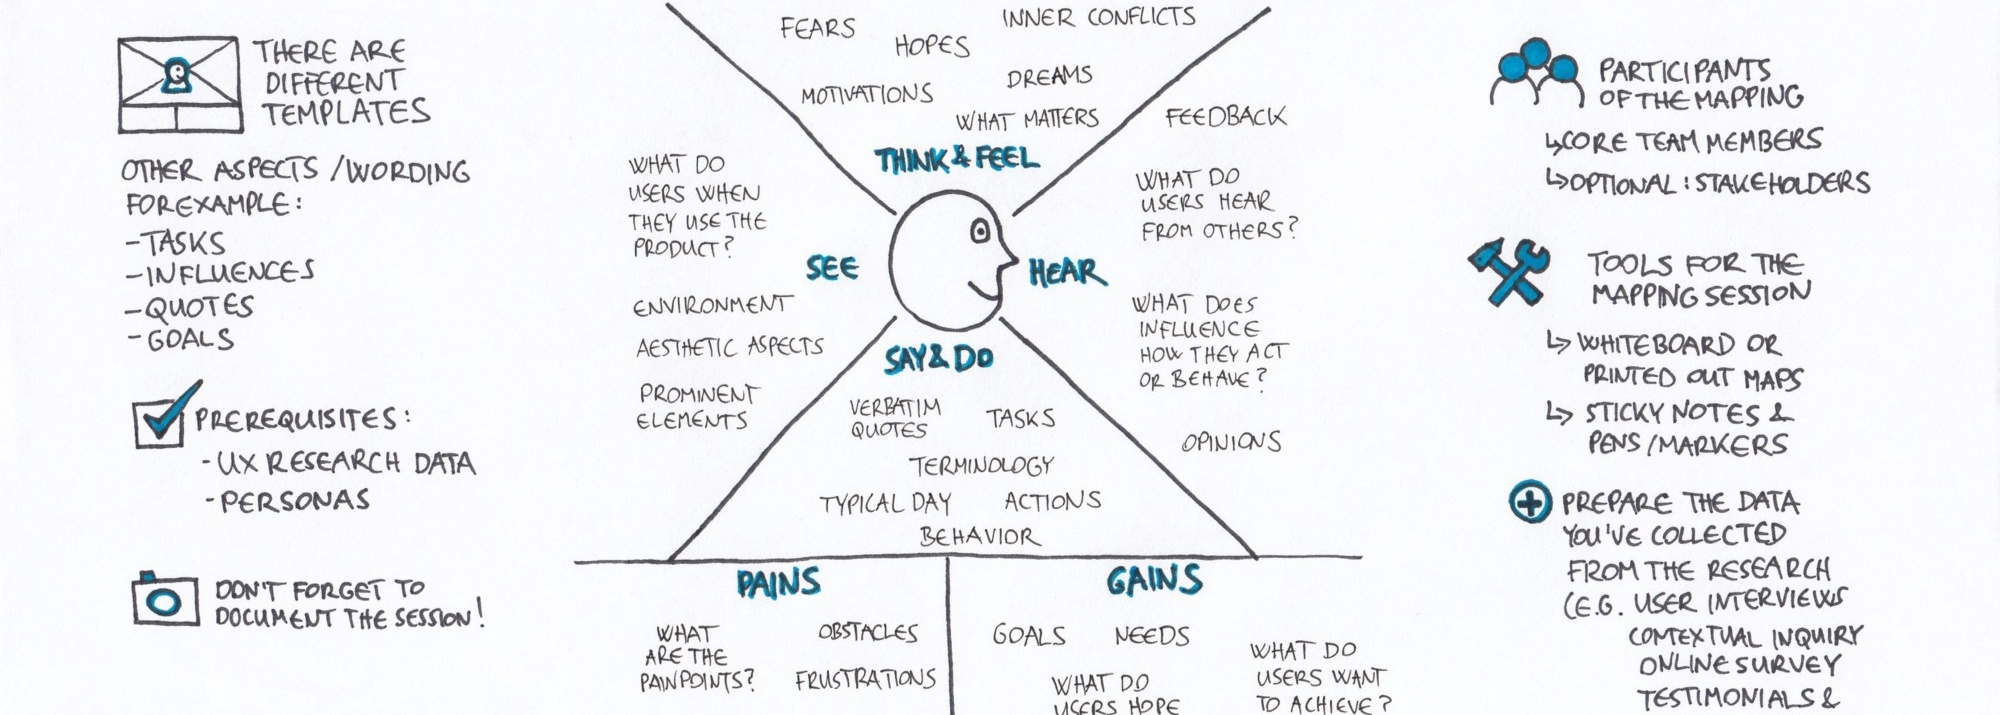 THERE ARE
DIFFERENT
TEMPLATES
OTHER ASPECTS / WORDING
FOR EXAMPLE:
- TASKS
- INFLUENCES
- QUOTES
- GOALS
PREREQUISITES:
- UX RESEARCH DATA
- PERSONAS
DON'T FORGET TO
DOCUMENT THE SESSION!
FEARS
HOPES
INNER CONFLICTS
MOTIVATIONS
DREAMS
WHAT MATTERS
THINK & FEEL
WHAT DO
USERS WHEN
THEY USE THE
PRODUCT?
SEE
ENVIRONMENT
AESTHETIC ASPECTS
PROMINENT
ELEMENTS
FEEDBACK
WHAT DO
USERS HEAR
FROM OTHERS?
HEAR
WHAT DOES
INFLUENCE
HOW THEY ACT
OR BEHAVE?
OPINIONS
SAY & DO
VERBATIM
QUOTES
TASKS
TERMINOLOGY
TYPICAL DAY
ACTIONS
BEHAVIOR
PAINS
WHAT
ARE THE
PAINPOINTS?
OBSTACLES
FRUSTRATIONS
GAINS
GOALS
NEEDS
WHAT DO
USERS HOPE
WHAT DO
USERS WANT
TO ACHIEVE?
PARTICIPANTS
OF THE MAPPING
↳ CORE TEAM MEMBERS
↳ OPTIONAL: STAKEHOLDERS
TOOLS FOR THE
MAPPING SESSION
↳ WHITEBOARD OR
PRINTED OUT MAPS
↳ STICKY NOTES &
PENS / MARKERS
PREPARE THE DATA
YOU'VE COLLECTED
FROM THE RESEARCH
(E.G. USER INTERVIEWS
CONTEXTUAL INQUIRY
ONLINE SURVEY
TESTIMONIALS &